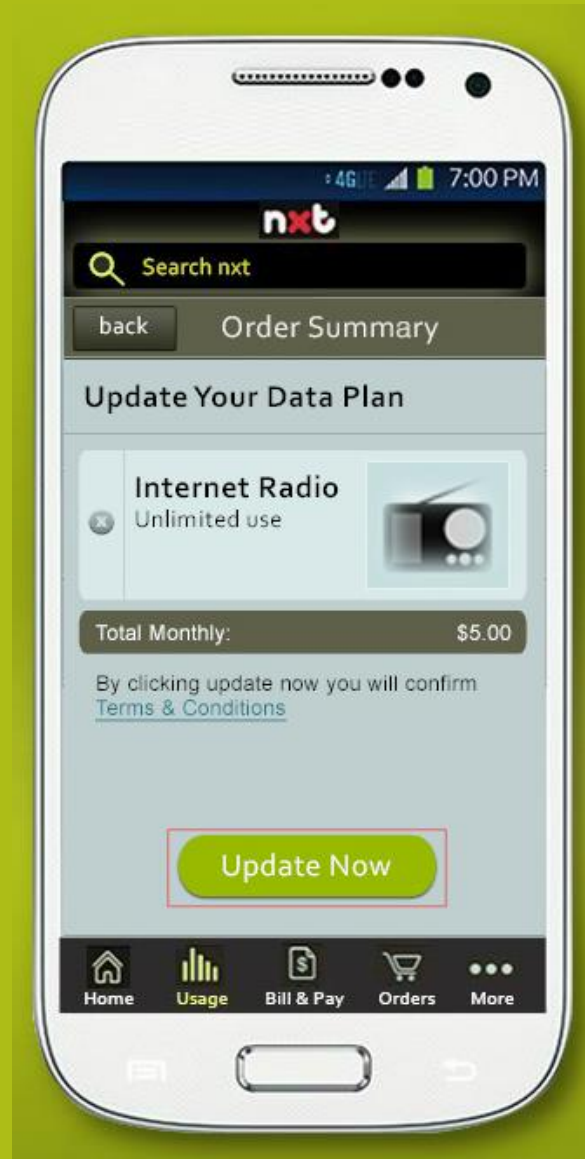 4G LTE 7:00 PM
nxt
Search nxt
back Order Summary
Update Your Data Plan
Internet Radio
Unlimited use
Total Monthly: $5.00
By clicking update now you will confirm
Terms & Conditions
Update Now
Home Usage Bill & Pay Orders More